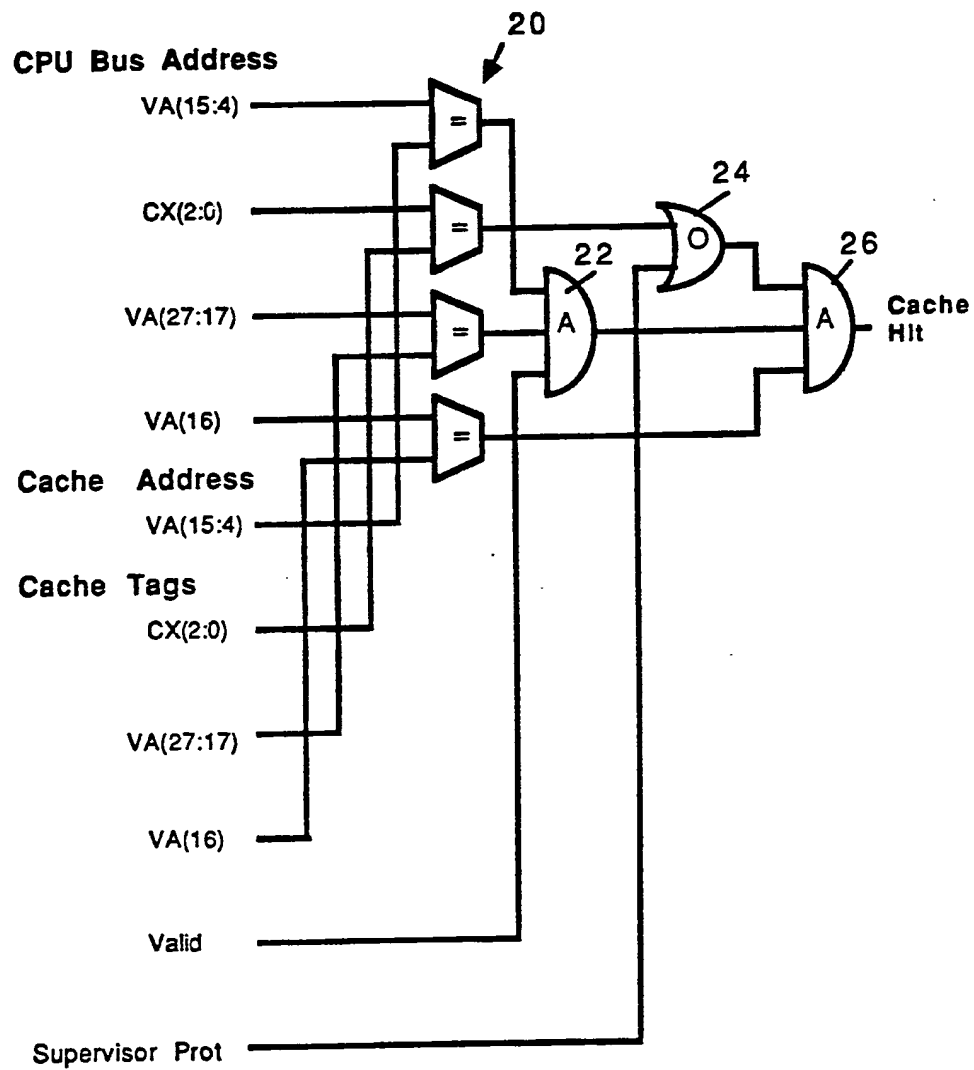 20
CPU Bus Address
VA(15:4)
=
24
CX(2:0)
O
=
22
26
VA(27:17)
A
A
Cache
Hit
=
VA(16)
=
Cache Address
VA(15:4)
Cache Tags
CX(2:0)
VA(27:17)
VA(16)
Valid
Supervisor Prot